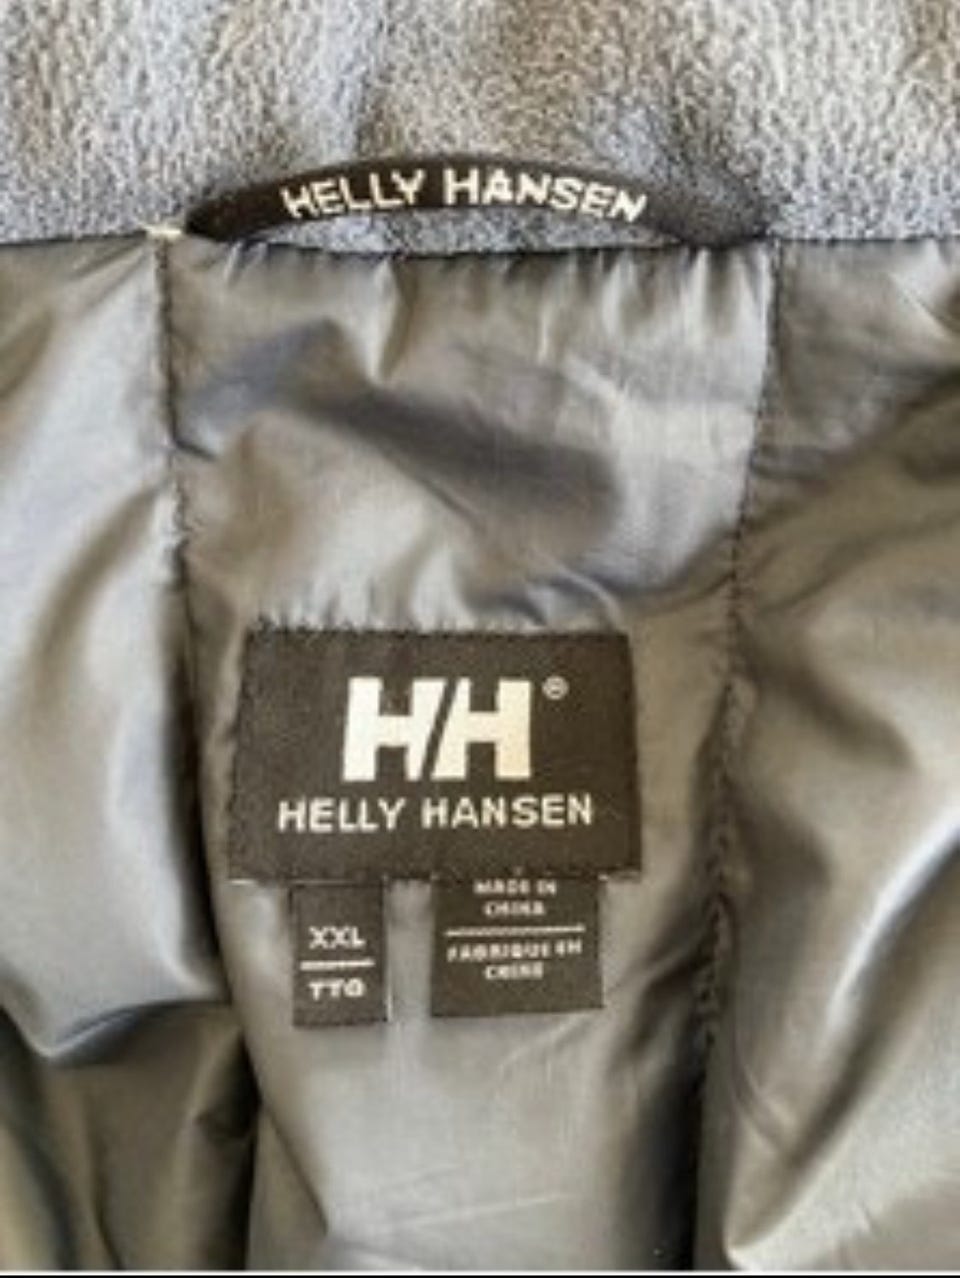 HELLY HANSEN
HH®
HELLY HANSEN
XXL
TTG
MADE IN
CHINA
FABRIQUE EN
CHINE